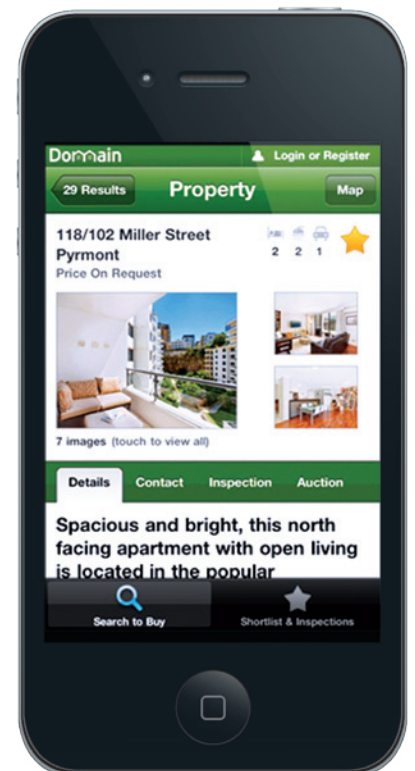 Domain
Login or Register
29 Results
Property
Map
118/102 Miller Street
Pyrmont
Price On Request
2 2 1
7 images (touch to view all)
Details
Contact
Inspection
Auction
Spacious and bright, this north
facing apartment with open living
is located in the popular
Search to Buy
Shortlist & Inspections